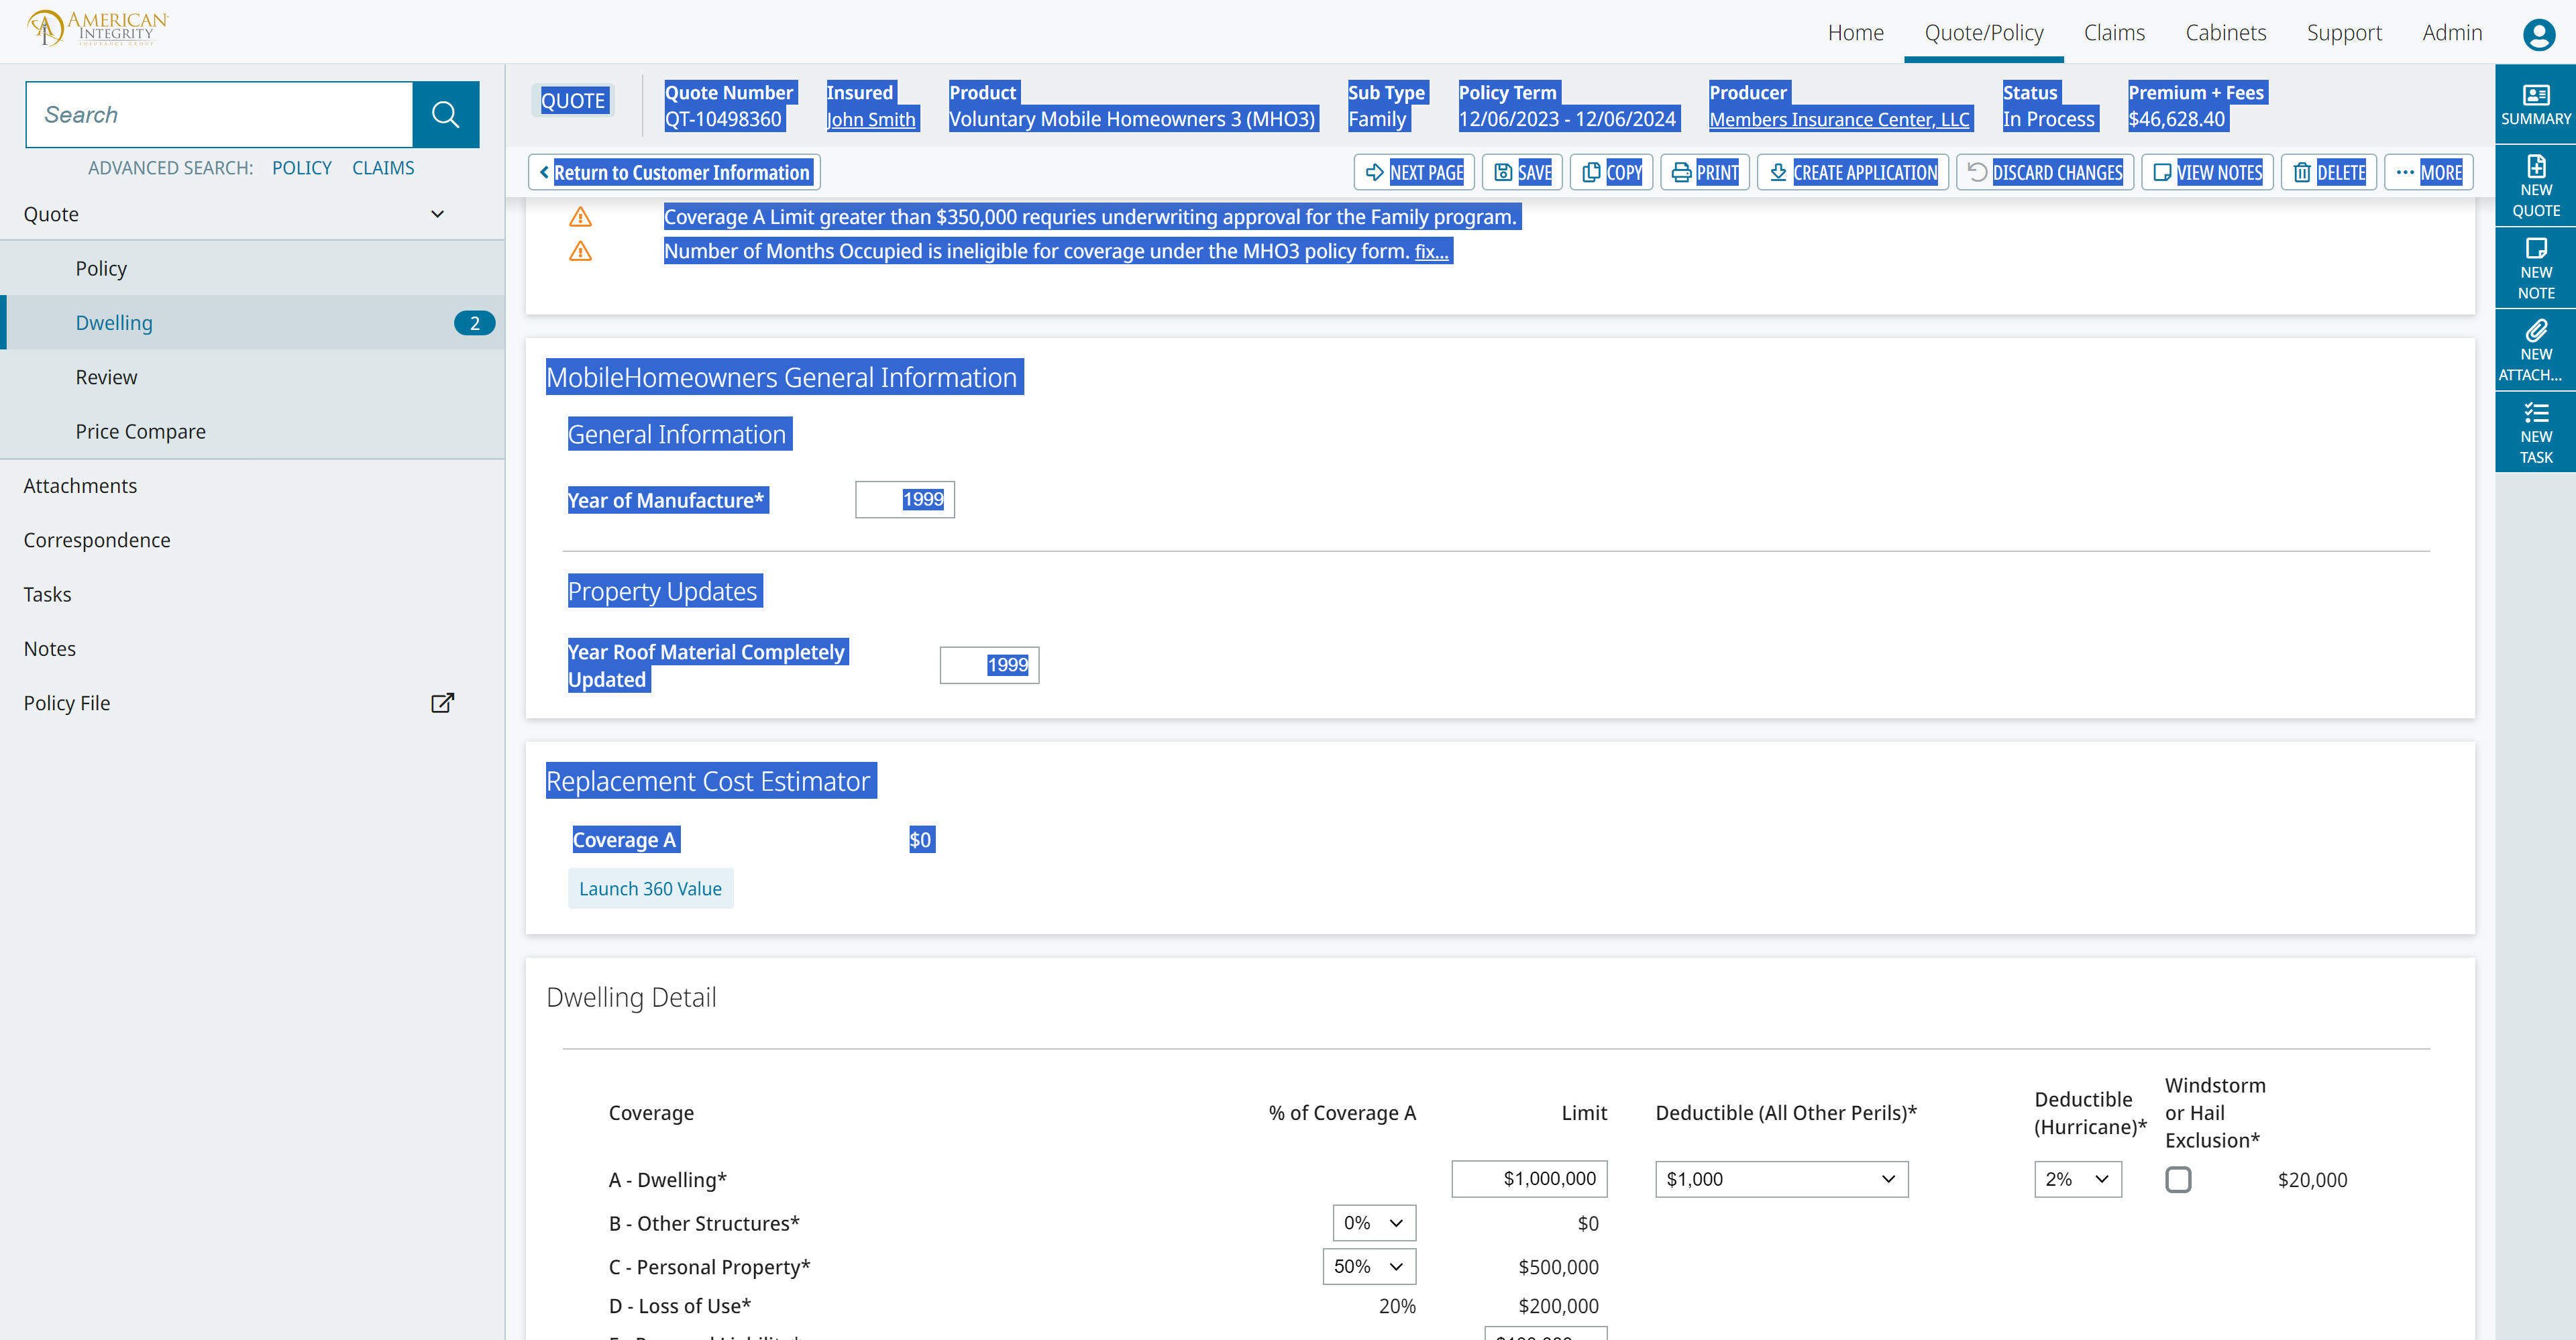 AMERICAN
INTEGRITY
INSURANCE GROUP
Home Quote/Policy Claims Cabinets Support Admin
Search
ADVANCED SEARCH: POLICY CLAIMS
Quote
Policy
Dwelling 2
Review
Price Compare
Attachments
Correspondence
Tasks
Notes
Policy File
QUOTE
Quote Number Insured Product Sub Type Policy Term Producer Status Premium + Fees
QT-10498360 John Smith Voluntary Mobile Homeowners 3 (MHO3) Family 12/06/2023 - 12/06/2024 Members Insurance Center, LLC In Process $46,628.40
Return to Customer Information NEXT PAGE SAVE COPY PRINT CREATE APPLICATION DISCARD CHANGES VIEW NOTES DELETE ... MORE
Coverage A Limit greater than $350,000 requries underwriting approval for the Family program.
Number of Months Occupied is ineligible for coverage under the MHO3 policy form. fix...
MobileHomeowners General Information
General Information
Year of Manufacture* 1999
Property Updates
Year Roof Material Completely
Updated 1999
Replacement Cost Estimator
Coverage A $0
Launch 360 Value
Dwelling Detail
Coverage % of Coverage A Limit Deductible (All Other Perils)* Deductible
(Hurricane)* Windstorm
or Hail
Exclusion*
A - Dwelling* $1,000,000 $1,000 2% $20,000
B - Other Structures* 0% $0
C - Personal Property* 50% $500,000
D - Loss of Use* 20% $200,000
SUMMARY
NEW
QUOTE
NEW
NOTE
NEW
ATTACH...
NEW
TASK